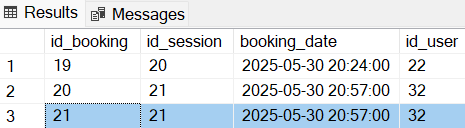 Results Messages
id_booking id_session booking_date id_user
1 19 20 2025-05-30 20:24:00 22
2 20 21 2025-05-30 20:57:00 32
3 21 21 2025-05-30 20:57:00 32